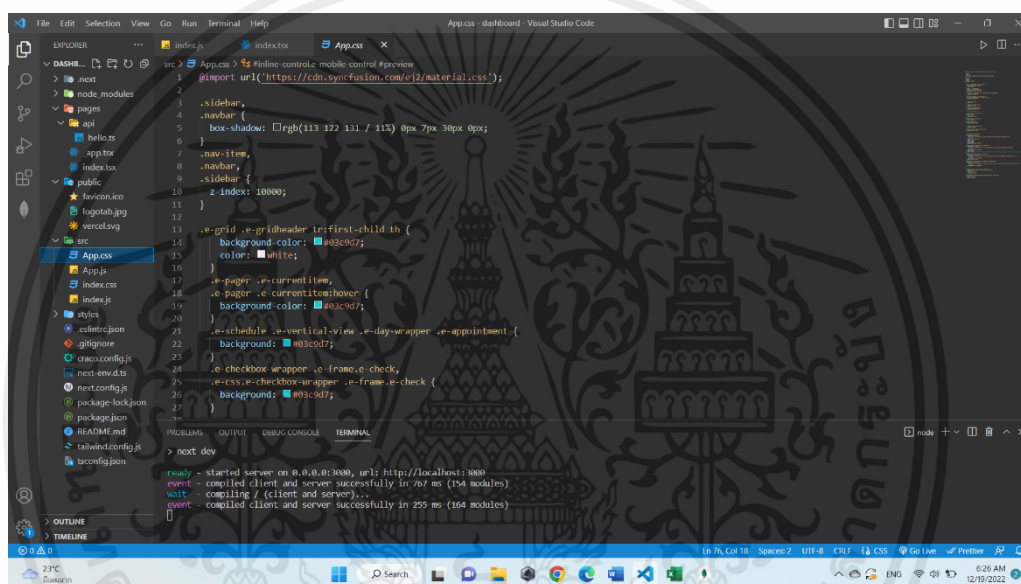 File Edit Selection View Go Run Terminal Help
App.css - dashboard - Visual Studio Code
EXPLORER
index.js
index.tsx
App.css
DASHB...
src > App.css > #inline-control.e-mobile-control #preview
.next
node_modules
pages
api
hello.ts
_app.tsx
index.tsx
public
favicon.ico
logotab.jpg
vercel.svg
src
App.css
App.js
index.css
index.js
styles
.eslintrc.json
.gitignore
craco.config.js
next-env.d.ts
next.config.js
package-lock.json
package.json
README.md
tailwind.config.js
tsconfig.json
OUTLINE
TIMELINE
1 @import url('https://cdn.syncfusion.com/ej2/material.css');
2
3 .sidebar,
4 .navbar {
5 box-shadow: rgb(113 122 131 / 11%) 0px 7px 30px 0px;
6 }
7 .nav-item,
8 .navbar,
9 .sidebar {
10 z-index: 10000;
11 }
12
13 .e-grid .e-gridheader tr:first-child th {
14 background-color: #03c9d7;
15 color: white;
16 }
17 .e-pager .e-currentitem,
18 .e-pager .e-currentitem:hover {
19 background-color: #03c9d7;
20 }
21 .e-schedule .e-vertical-view .e-day-wrapper .e-appointment {
22 background: #03c9d7;
23 }
24 .e-checkbox-wrapper .e-frame.e-check,
25 .e-css.e-checkbox-wrapper .e-frame.e-check {
26 background: #03c9d7;
27 }
PROBLEMS OUTPUT DEBUG CONSOLE TERMINAL
node
> next dev
ready - started server on 0.0.0.0:3000, url: http://localhost:3000
event - compiled client and server successfully in 767 ms (154 modules)
wait - compiling / (client and server)...
event - compiled client and server successfully in 255 ms (164 modules)
0 0
Ln 76, Col 18 Spaces: 2 UTF-8 CRLF CSS Go Live Prettier
23°C
Search
ENG
6:26 AM
12/19/2022